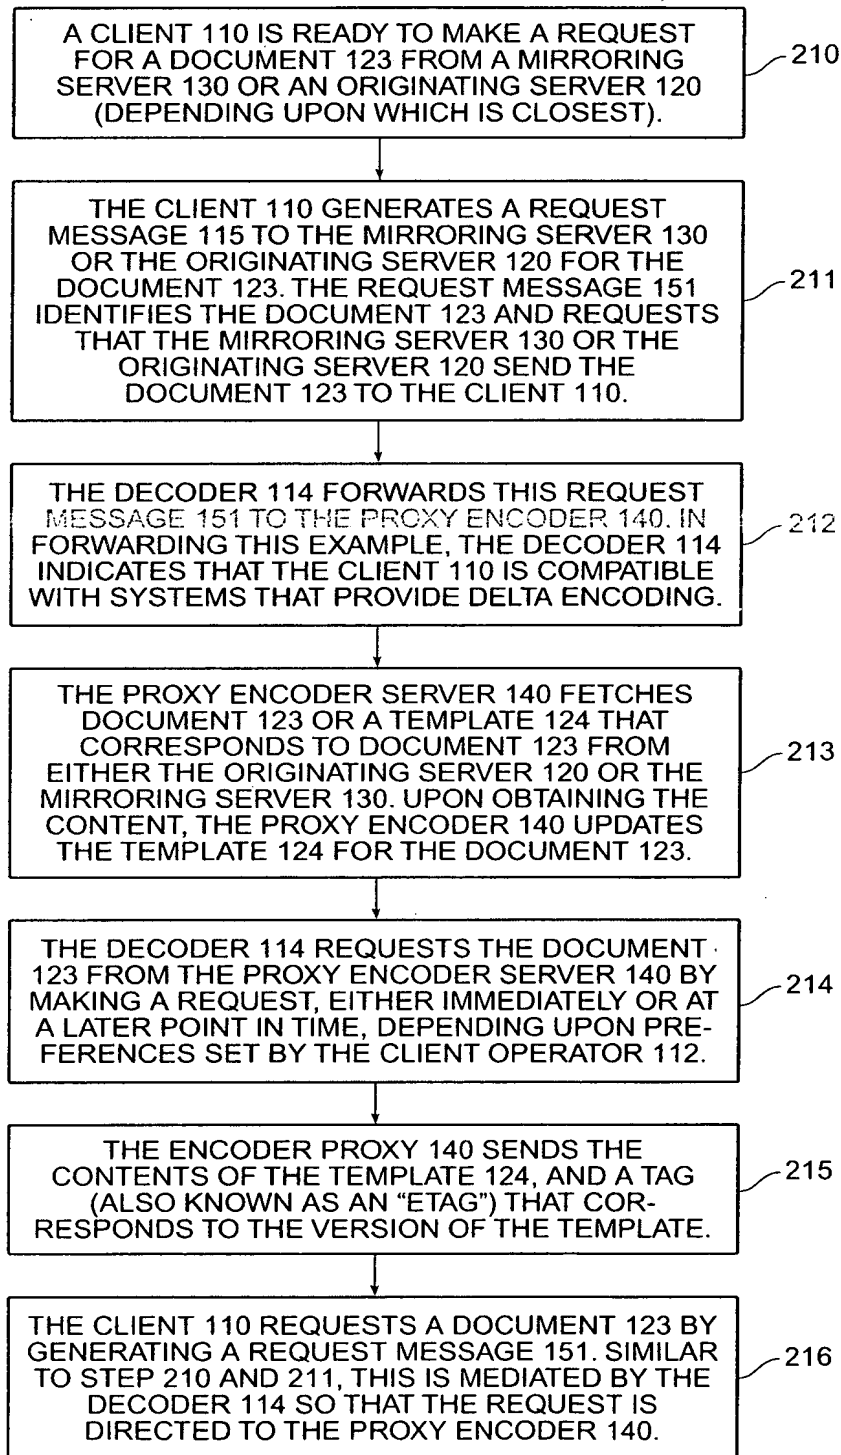 A CLIENT 110 IS READY TO MAKE A REQUEST
FOR A DOCUMENT 123 FROM A MIRRORING
SERVER 130 OR AN ORIGINATING SERVER 120
(DEPENDING UPON WHICH IS CLOSEST).
210
THE CLIENT 110 GENERATES A REQUEST
MESSAGE 115 TO THE MIRRORING SERVER 130
OR THE ORIGINATING SERVER 120 FOR THE
DOCUMENT 123. THE REQUEST MESSAGE 151
IDENTIFIES THE DOCUMENT 123 AND REQUESTS
THAT THE MIRRORING SERVER 130 OR THE
ORIGINATING SERVER 120 SEND THE
DOCUMENT 123 TO THE CLIENT 110.
211
THE DECODER 114 FORWARDS THIS REQUEST
MESSAGE 151 TO THE PROXY ENCODER 140. IN
FORWARDING THIS EXAMPLE, THE DECODER 114
INDICATES THAT THE CLIENT 110 IS COMPATIBLE
WITH SYSTEMS THAT PROVIDE DELTA ENCODING.
212
THE PROXY ENCODER SERVER 140 FETCHES
DOCUMENT 123 OR A TEMPLATE 124 THAT
CORRESPONDS TO DOCUMENT 123 FROM
EITHER THE ORIGINATING SERVER 120 OR THE
MIRRORING SERVER 130. UPON OBTAINING THE
CONTENT, THE PROXY ENCODER 140 UPDATES
THE TEMPLATE 124 FOR THE DOCUMENT 123.
213
THE DECODER 114 REQUESTS THE DOCUMENT
123 FROM THE PROXY ENCODER SERVER 140 BY
MAKING A REQUEST, EITHER IMMEDIATELY OR AT
A LATER POINT IN TIME, DEPENDING UPON PRE-
FERENCES SET BY THE CLIENT OPERATOR 112.
214
THE ENCODER PROXY 140 SENDS THE
CONTENTS OF THE TEMPLATE 124, AND A TAG
(ALSO KNOWN AS AN “ETAG”) THAT COR-
RESPONDS TO THE VERSION OF THE TEMPLATE.
215
THE CLIENT 110 REQUESTS A DOCUMENT 123 BY
GENERATING A REQUEST MESSAGE 151. SIMILAR
TO STEP 210 AND 211, THIS IS MEDIATED BY THE
DECODER 114 SO THAT THE REQUEST IS
DIRECTED TO THE PROXY ENCODER 140.
216